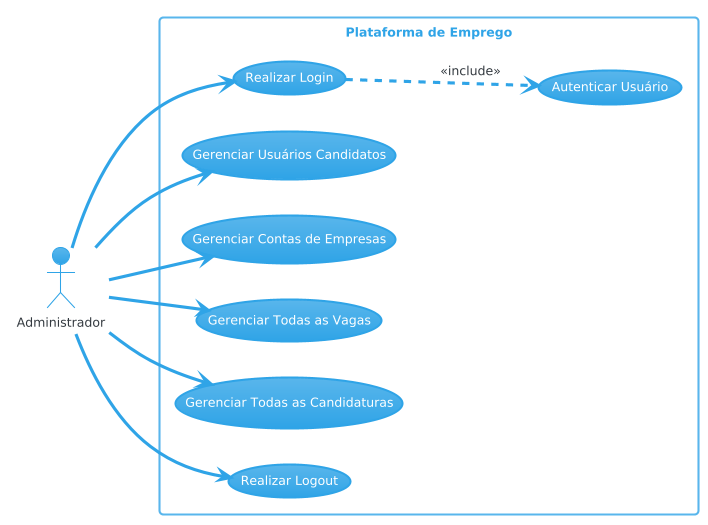 Plataforma de Emprego
Realizar Login
«include»
Autenticar Usuário
Gerenciar Usuários Candidatos
Gerenciar Contas de Empresas
Administrador
Gerenciar Todas as Vagas
Gerenciar Todas as Candidaturas
Realizar Logout